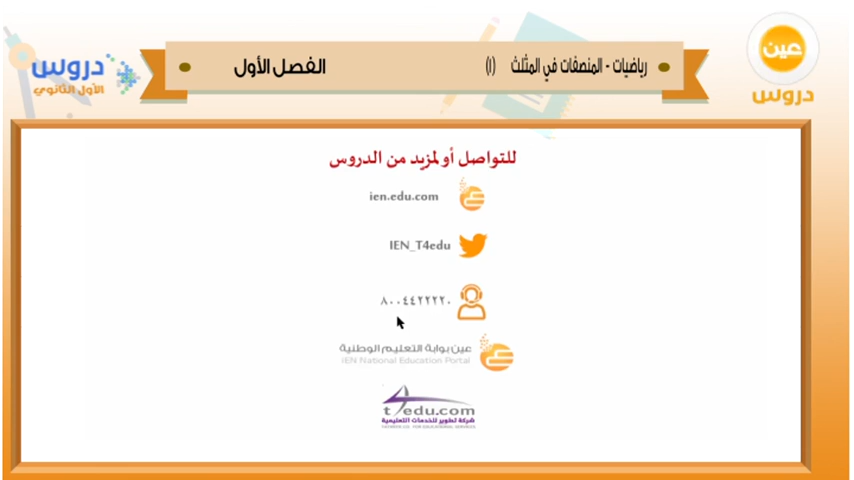 عين
دروس
رياضيات - المنصفات في المثلث (١)
الفصل الأول
دروس
الأول الثانوي
للتواصل أو لمزيد من الدروس
ien.edu.com
IEN_T4edu
٨٠٠٤٤٢٢٢٢٠
عين بوابة التعليم الوطنية
iEN National Education Portal
t4edu.com
شركة تطوير للخدمات التعليمية